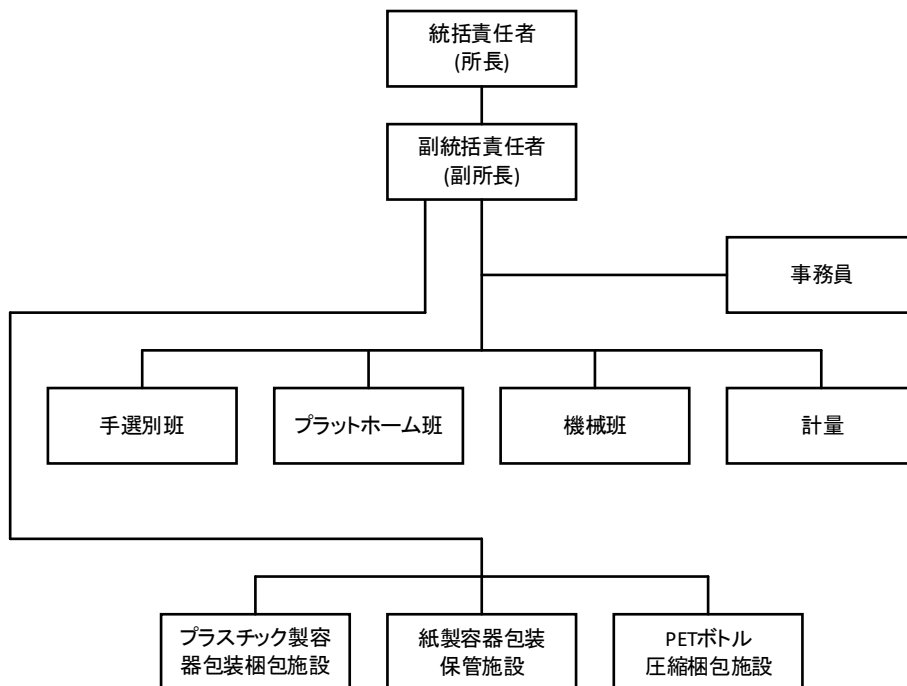 統括責任者
(所長)
副統括責任者
(副所長)
事務員
手選別班
プラットホーム班
機械班
計量
プラスチック製容
器包装梱包施設
紙製容器包装
保管施設
PETボトル
圧縮梱包施設